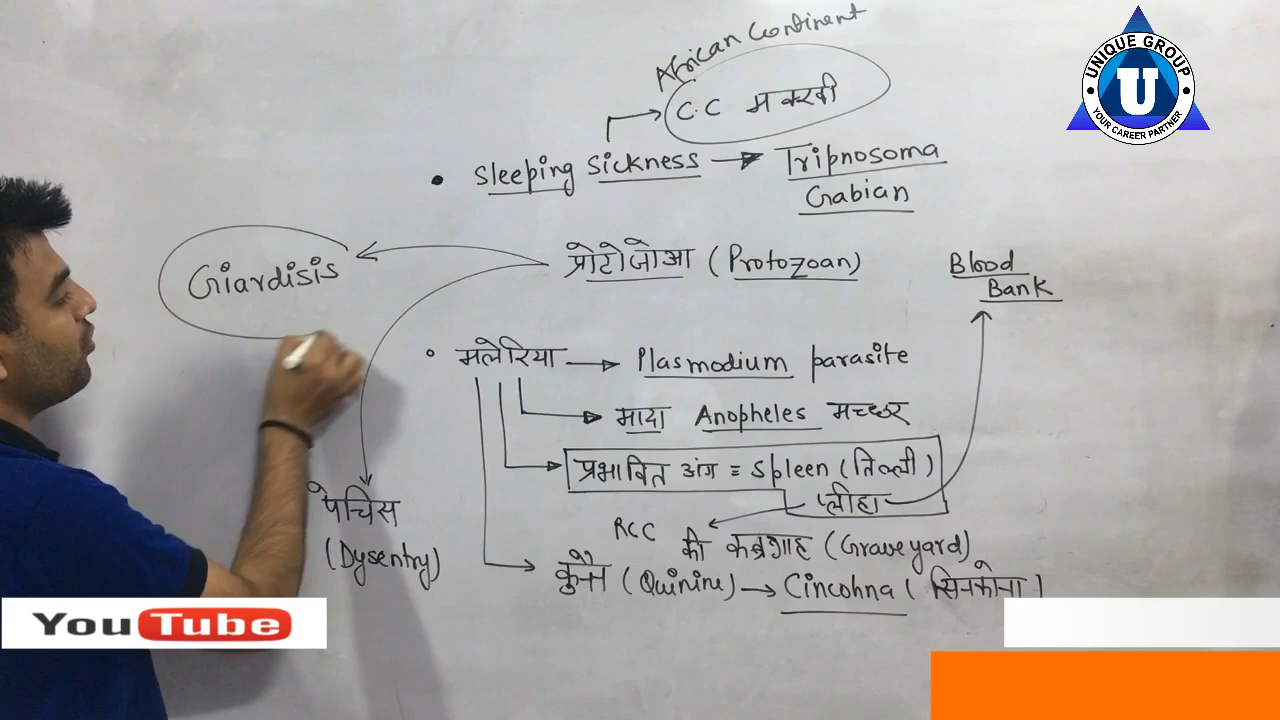 African Continent
C.C मक्खी
Sleeping Sickness → Tripnosoma
Gabian
Giardisis
प्रोटोजोआ (Protozoan)
Blood
Bank
मलेरिया → Plasmodium parasite
मादा Anopheles मच्छर
प्रभावित अंग = Spleen (तिल्ली)
प्लीहा
पेचिस
(Dysentry)
RCC की कब्रगाह (Graveyard)
कुनैन (Quinine) → Cincohna (सिनकोना)
UNIQUE GROUP
U
YOUR CAREER PARTNER
YouTube